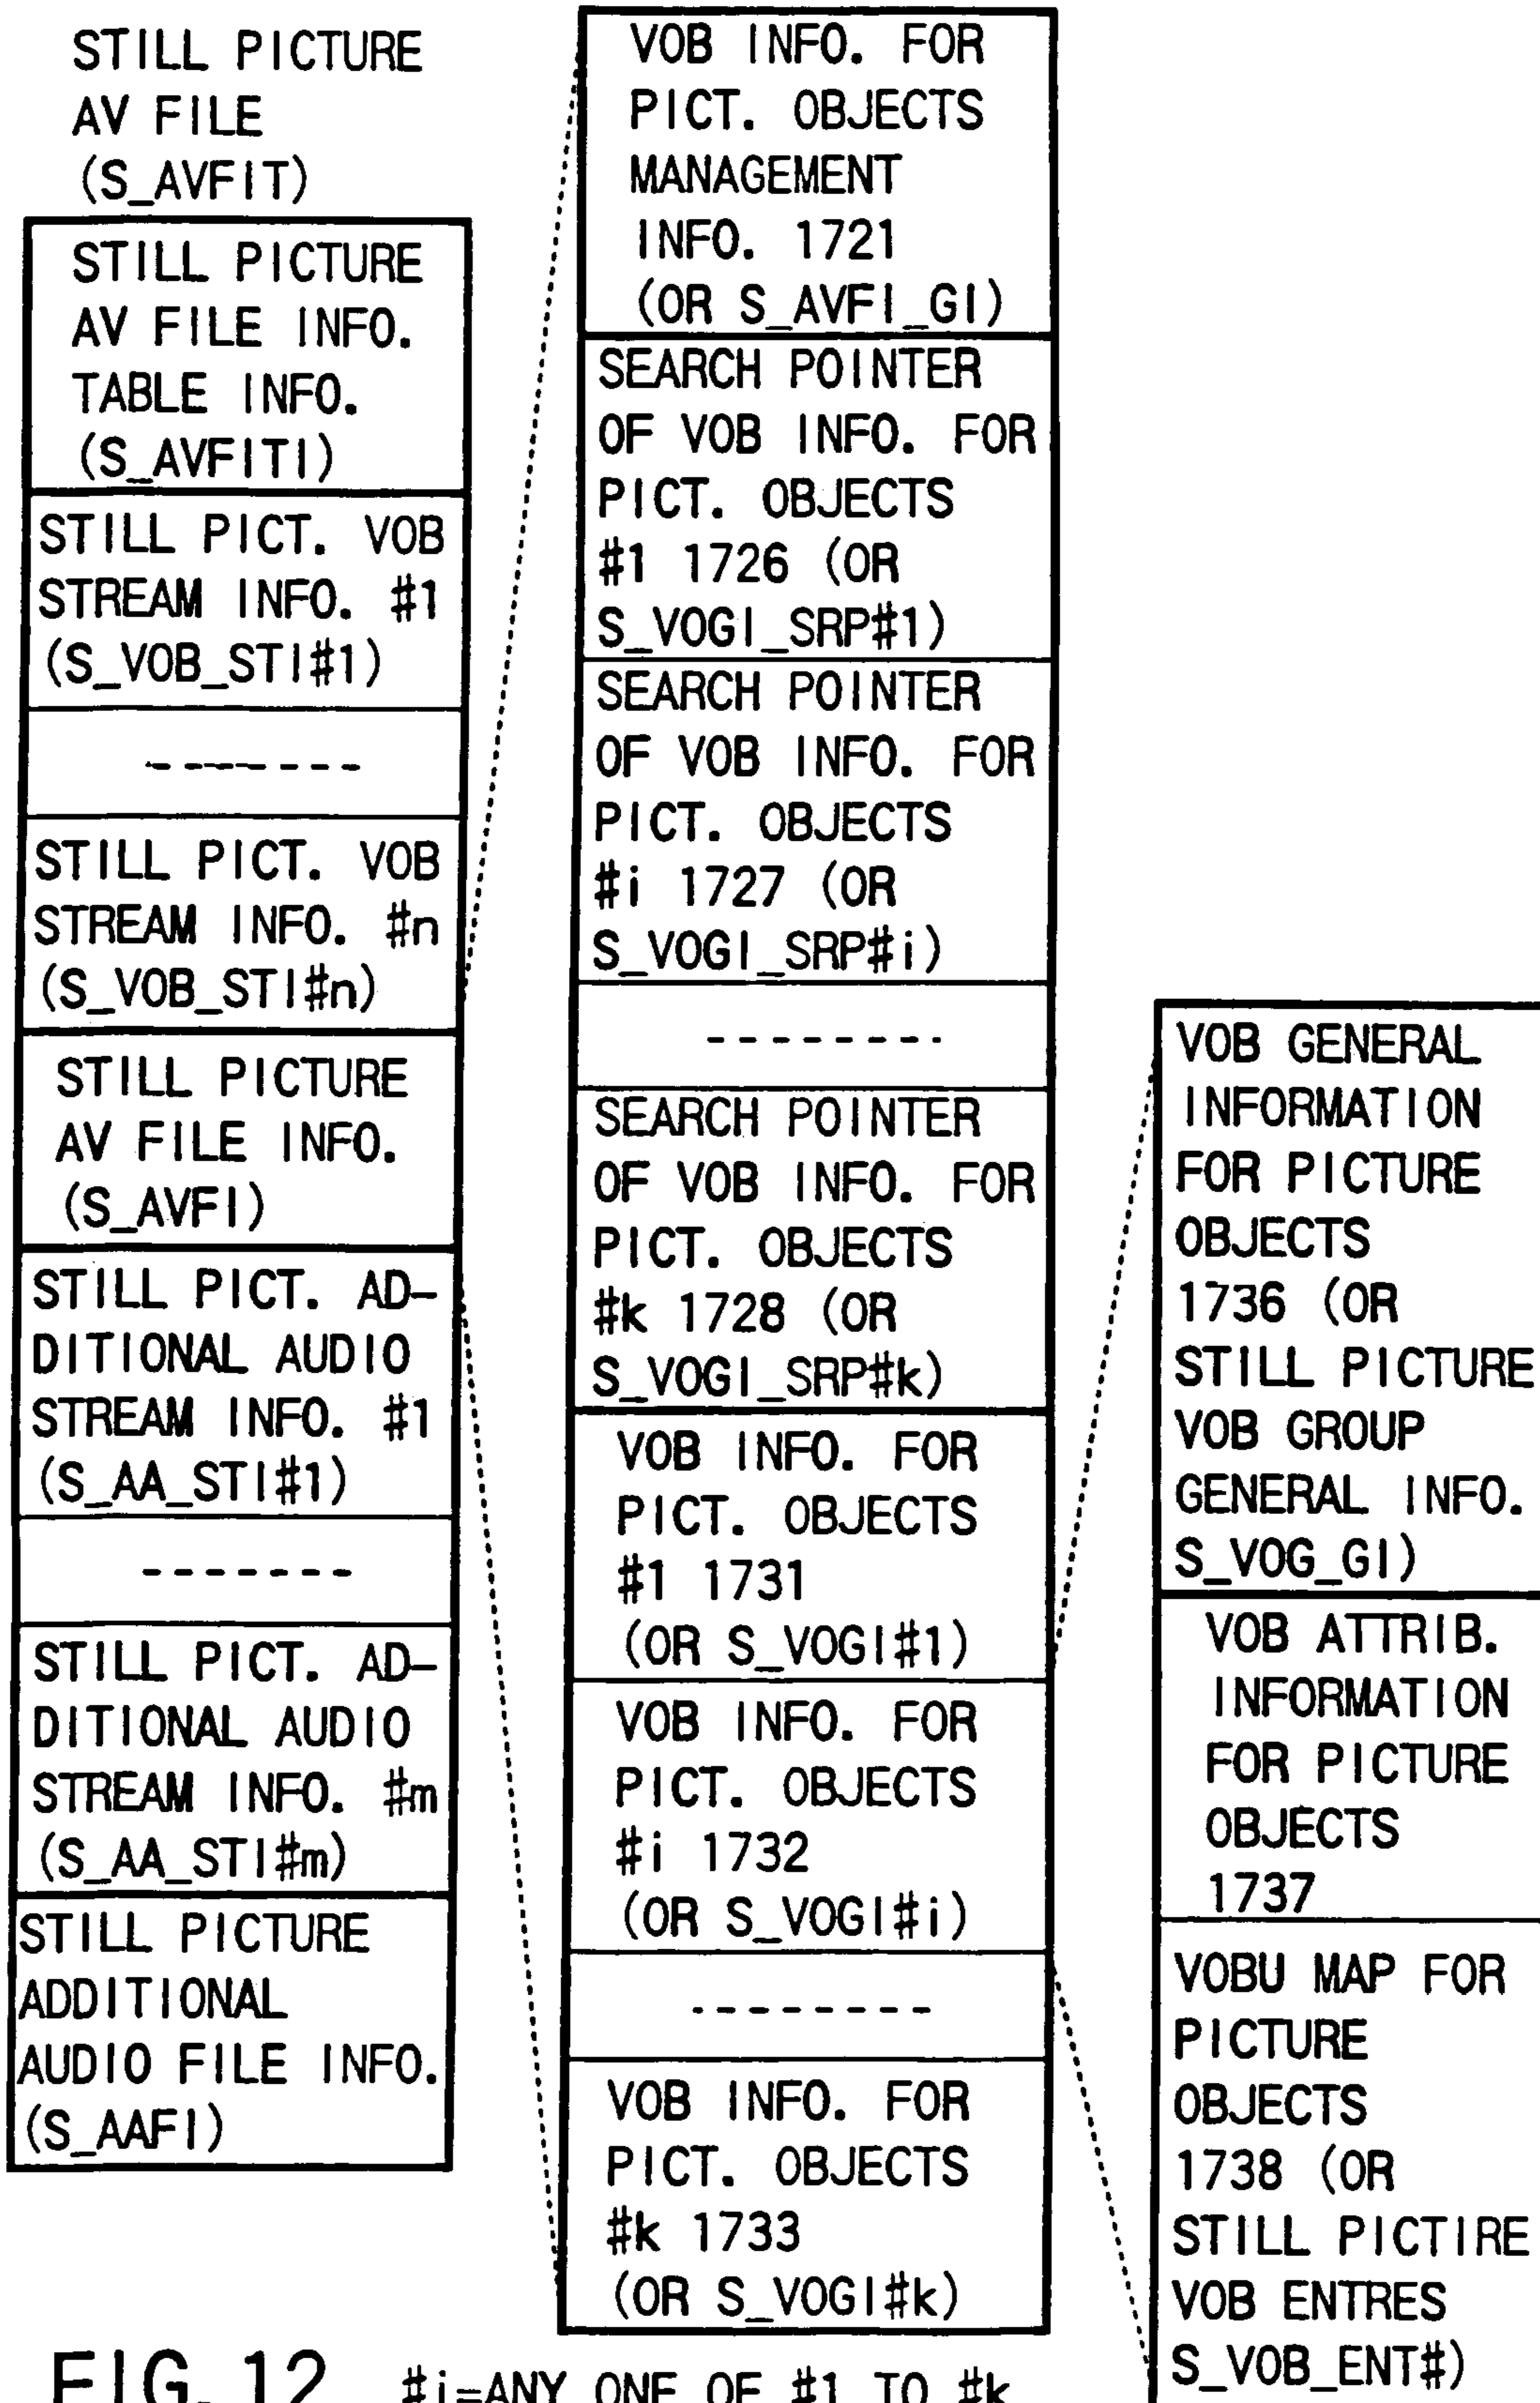 STILL PICTURE
AV FILE
(S_AVFIT)
STILL PICTURE
AV FILE INFO.
TABLE INFO.
(S_AVFITI)
STILL PICT. VOB
STREAM INFO. #1
(S_VOB_STI#1)
-------
STILL PICT. VOB
STREAM INFO. #n
(S_VOB_STI#n)
STILL PICTURE
AV FILE INFO.
(S_AVFI)
STILL PICT. AD-
DITIONAL AUDIO
STREAM INFO. #1
(S_AA_STI#1)
-------
STILL PICT. AD-
DITIONAL AUDIO
STREAM INFO. #m
(S_AA_STI#m)
STILL PICTURE
ADDITIONAL
AUDIO FILE INFO.
(S_AAFI)
VOB INFO. FOR
PICT. OBJECTS
MANAGEMENT
INFO. 1721
(OR S_AVFI_GI)
SEARCH POINTER
OF VOB INFO. FOR
PICT. OBJECTS
#1 1726 (OR
S_VOGI_SRP#1)
SEARCH POINTER
OF VOB INFO. FOR
PICT. OBJECTS
#i 1727 (OR
S_VOGI_SRP#i)
--------
SEARCH POINTER
OF VOB INFO. FOR
PICT. OBJECTS
#k 1728 (OR
S_VOGI_SRP#k)
VOB INFO. FOR
PICT. OBJECTS
#1 1731
(OR S_VOGI#1)
VOB INFO. FOR
PICT. OBJECTS
#i 1732
(OR S_VOGI#i)
--------
VOB INFO. FOR
PICT. OBJECTS
#k 1733
(OR S_VOGI#k)
VOB GENERAL
INFORMATION
FOR PICTURE
OBJECTS
1736 (OR
STILL PICTURE
VOB GROUP
GENERAL INFO.
S_VOG_GI)
VOB ATTRIB.
INFORMATION
FOR PICTURE
OBJECTS
1737
VOBU MAP FOR
PICTURE
OBJECTS
1738 (OR
STILL PICTIRE
VOB ENTRES
S_VOB_ENT#)
FIG. 12 #i=ANY ONE OF #1 TO #k